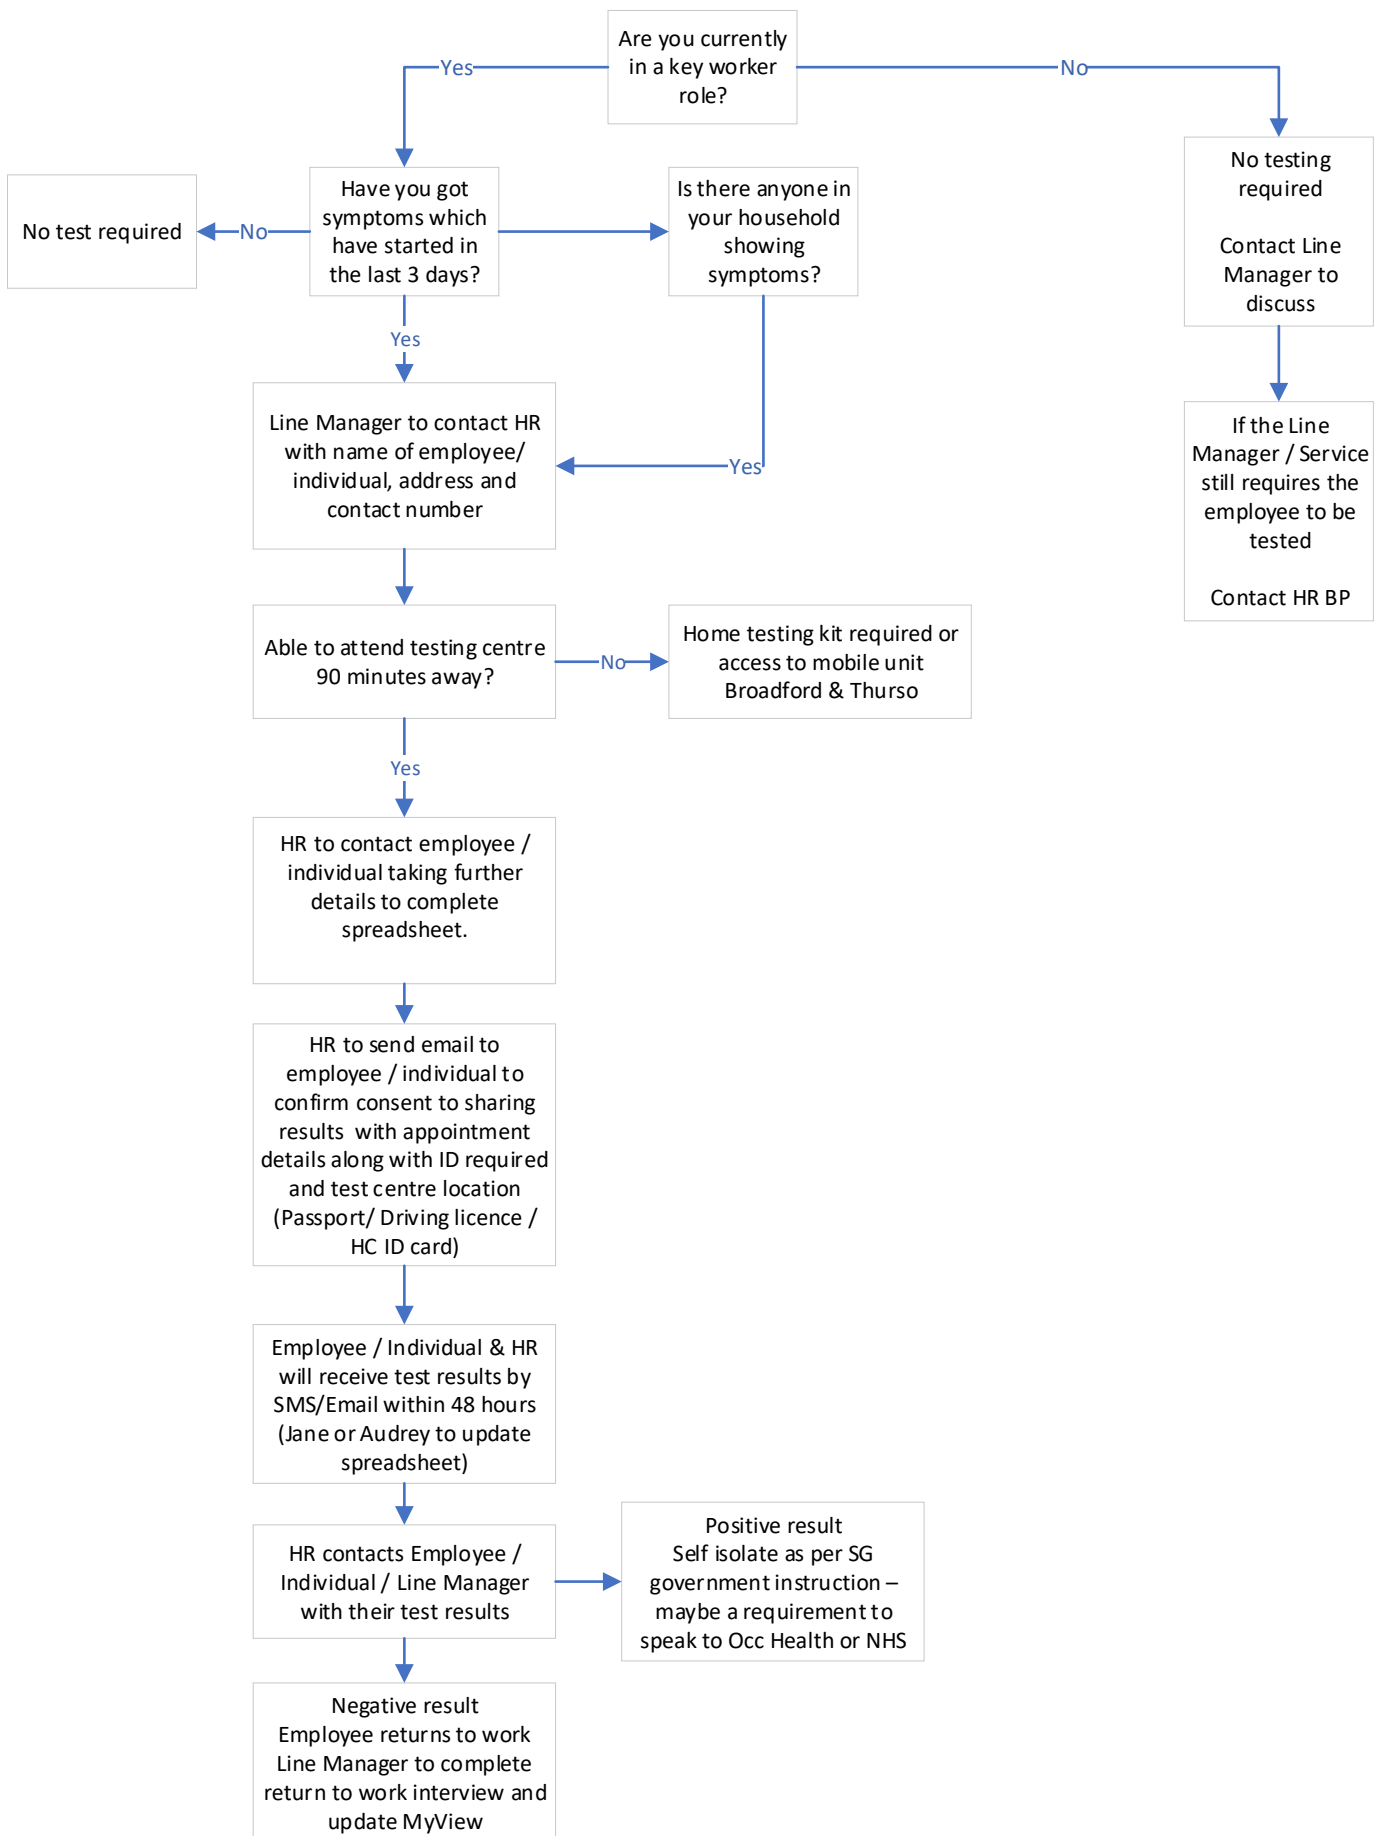 Are you currently
in a key worker
role?
Yes
No
No testing
required
Contact Line
Manager to
discuss
No test required
No
Have you got
symptoms which
have started in
the last 3 days?
Is there anyone in
your household
showing
symptoms?
Yes
Yes
Line Manager to contact HR
with name of employee/
individual, address and
contact number
If the Line
Manager / Service
still requires the
employee to be
tested
Contact HR BP
Able to attend testing centre
90 minutes away?
No
Home testing kit required or
access to mobile unit
Broadford & Thurso
Yes
HR to contact employee /
individual taking further
details to complete
spreadsheet.
HR to send email to
employee / individual to
confirm consent to sharing
results with appointment
details along with ID required
and test centre location
(Passport/ Driving licence /
HC ID card)
Employee / Individual & HR
will receive test results by
SMS/Email within 48 hours
(Jane or Audrey to update
spreadsheet)
HR contacts Employee /
Individual / Line Manager
with their test results
Positive result
Self isolate as per SG
government instruction –
maybe a requirement to
speak to Occ Health or NHS
Negative result
Employee returns to work
Line Manager to complete
return to work interview and
update MyView